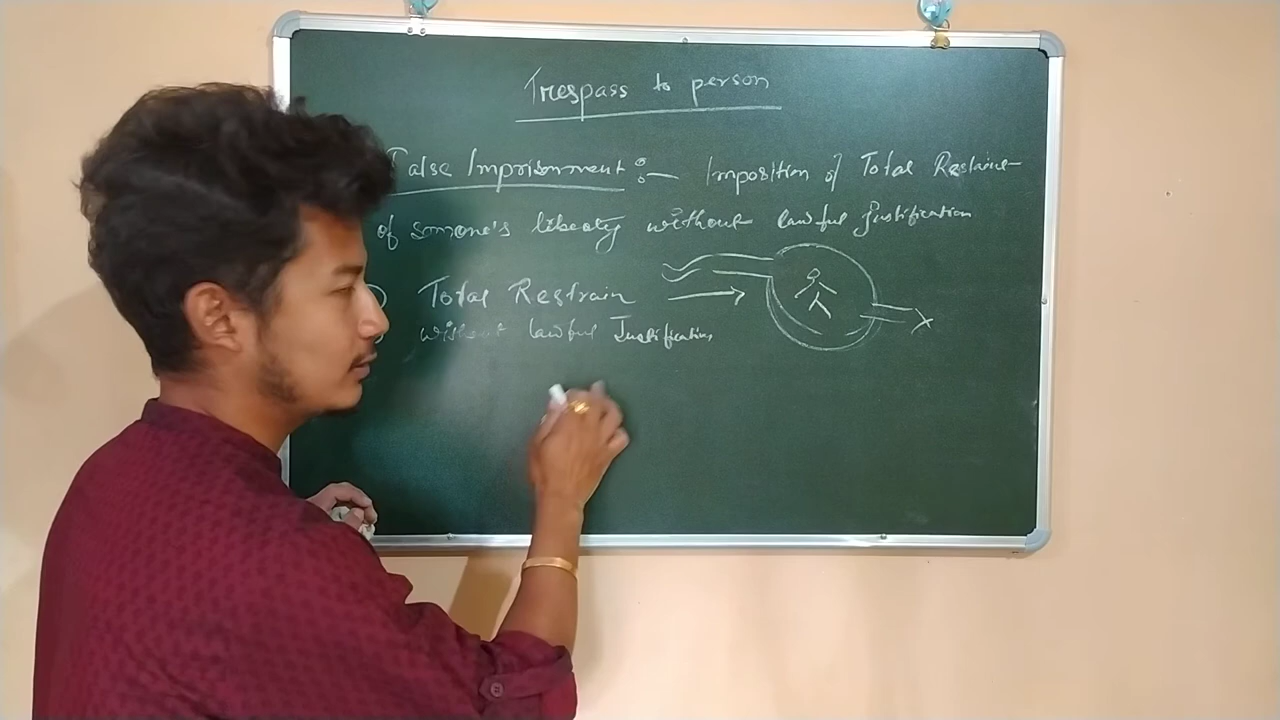 Trespass to person
False Imprisonment :- Imposition of Total Restraint
of somone's liberty without lawful justification
Total Restrain
without lawful Justification